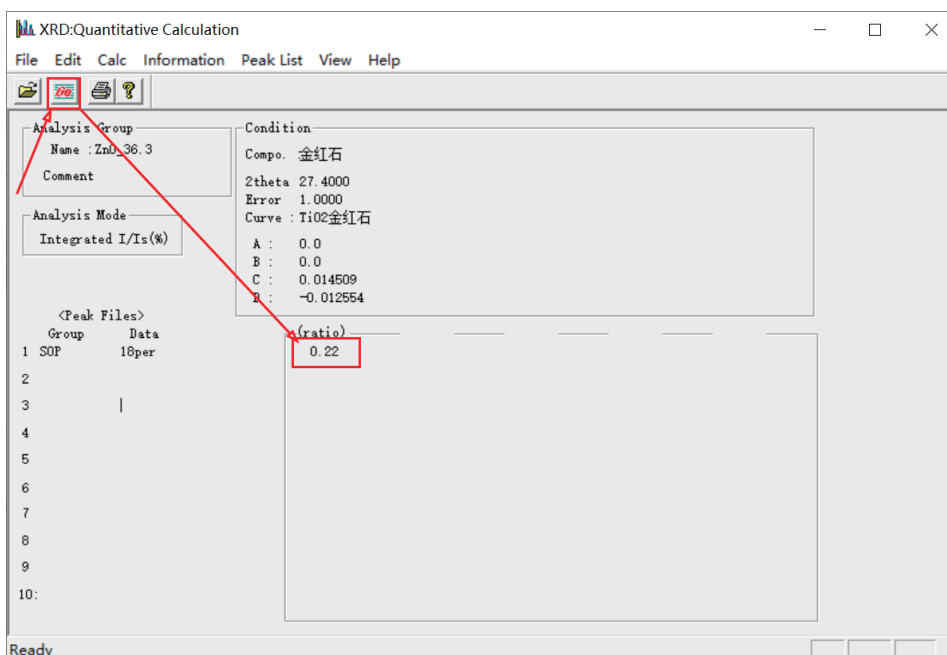 XRD:Quantitative Calculation
File Edit Calc Information Peak List View Help
Go
Analysis Group
Name :ZnO_36.3
Comment
Analysis Mode
Integrated I/Is(%)
Condition
Compo. :金红石
2theta 27.4000
Error 1.0000
Curve :TiO2金红石
A : 0.0
B : 0.0
C : 0.014509
D : -0.012554
<Peak Files>
Group Data
1 SOP 18per
2
3
4
5
6
7
8
9
10:
(ratio)
0.22
Ready